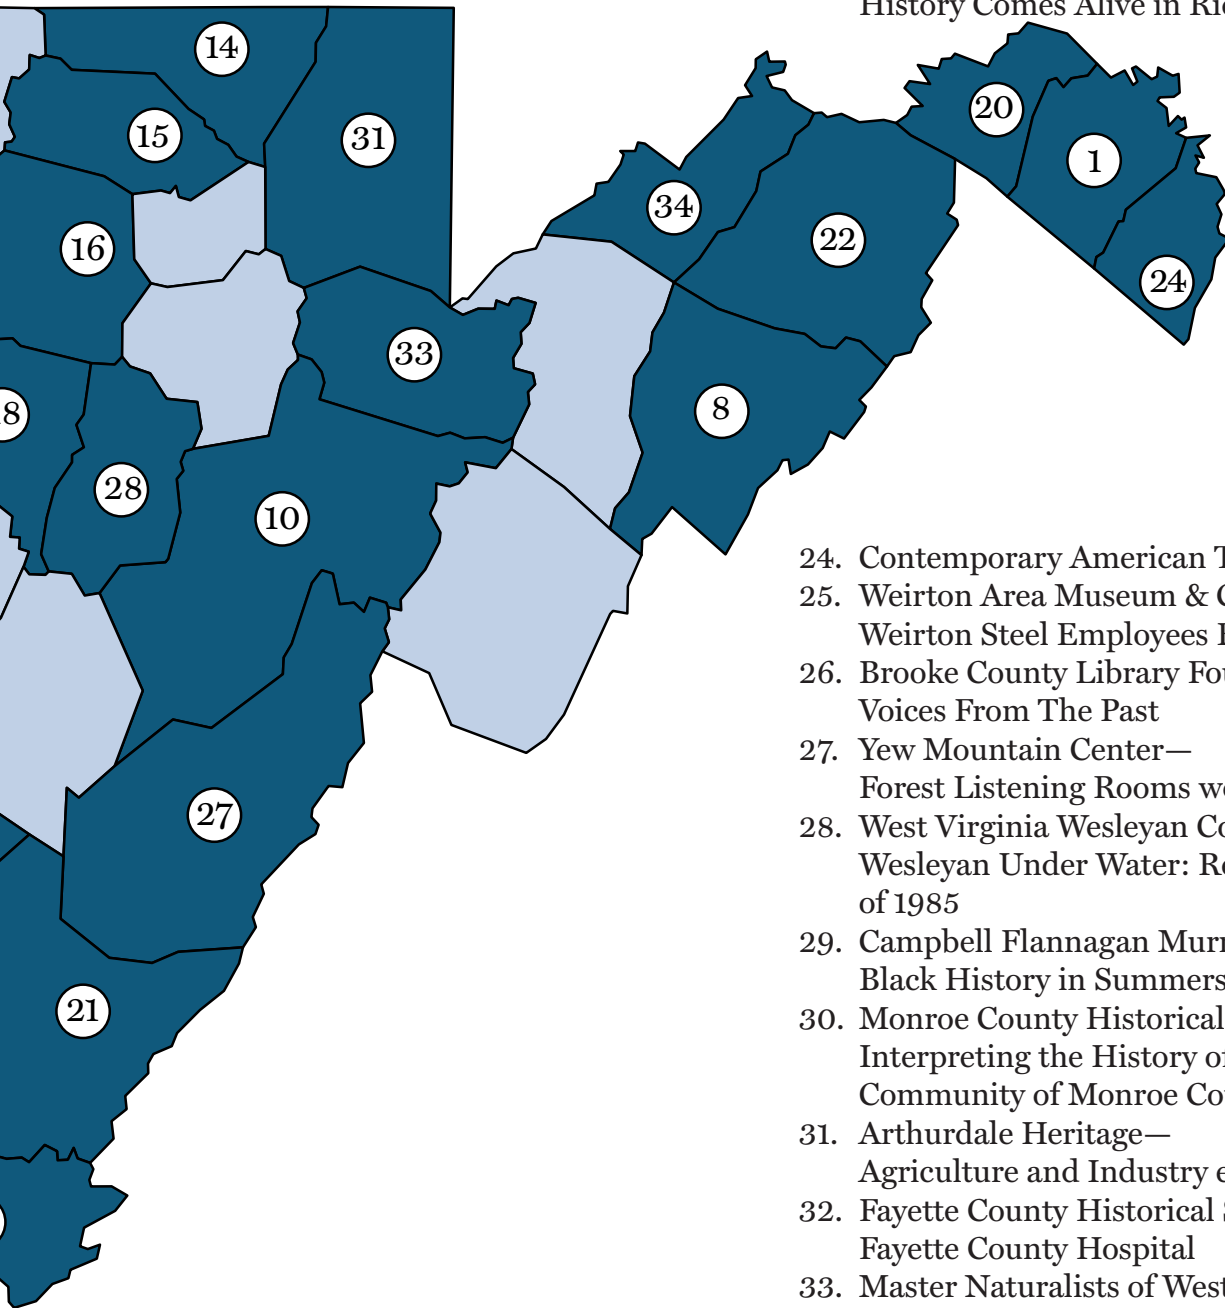 History Comes Alive in
14
20
15
31
1
34
16
22
24
33
8
8
28
10
27
21
24. Contemporary American
25. Weirton Area Museum &
Weirton Steel Employees
26. Brooke County Library
Voices From The Past
27. Yew Mountain Center—
Forest Listening Rooms
28. West Virginia Wesleyan
Wesleyan Under Water:
of 1985
29. Campbell Flannagan
Black History in Summers
30. Monroe County Historical
Interpreting the History
Community of Monroe
31. Arthurdale Heritage—
Agriculture and Industry
32. Fayette County Historical
Fayette County Hospital
33. Master Naturalists of West